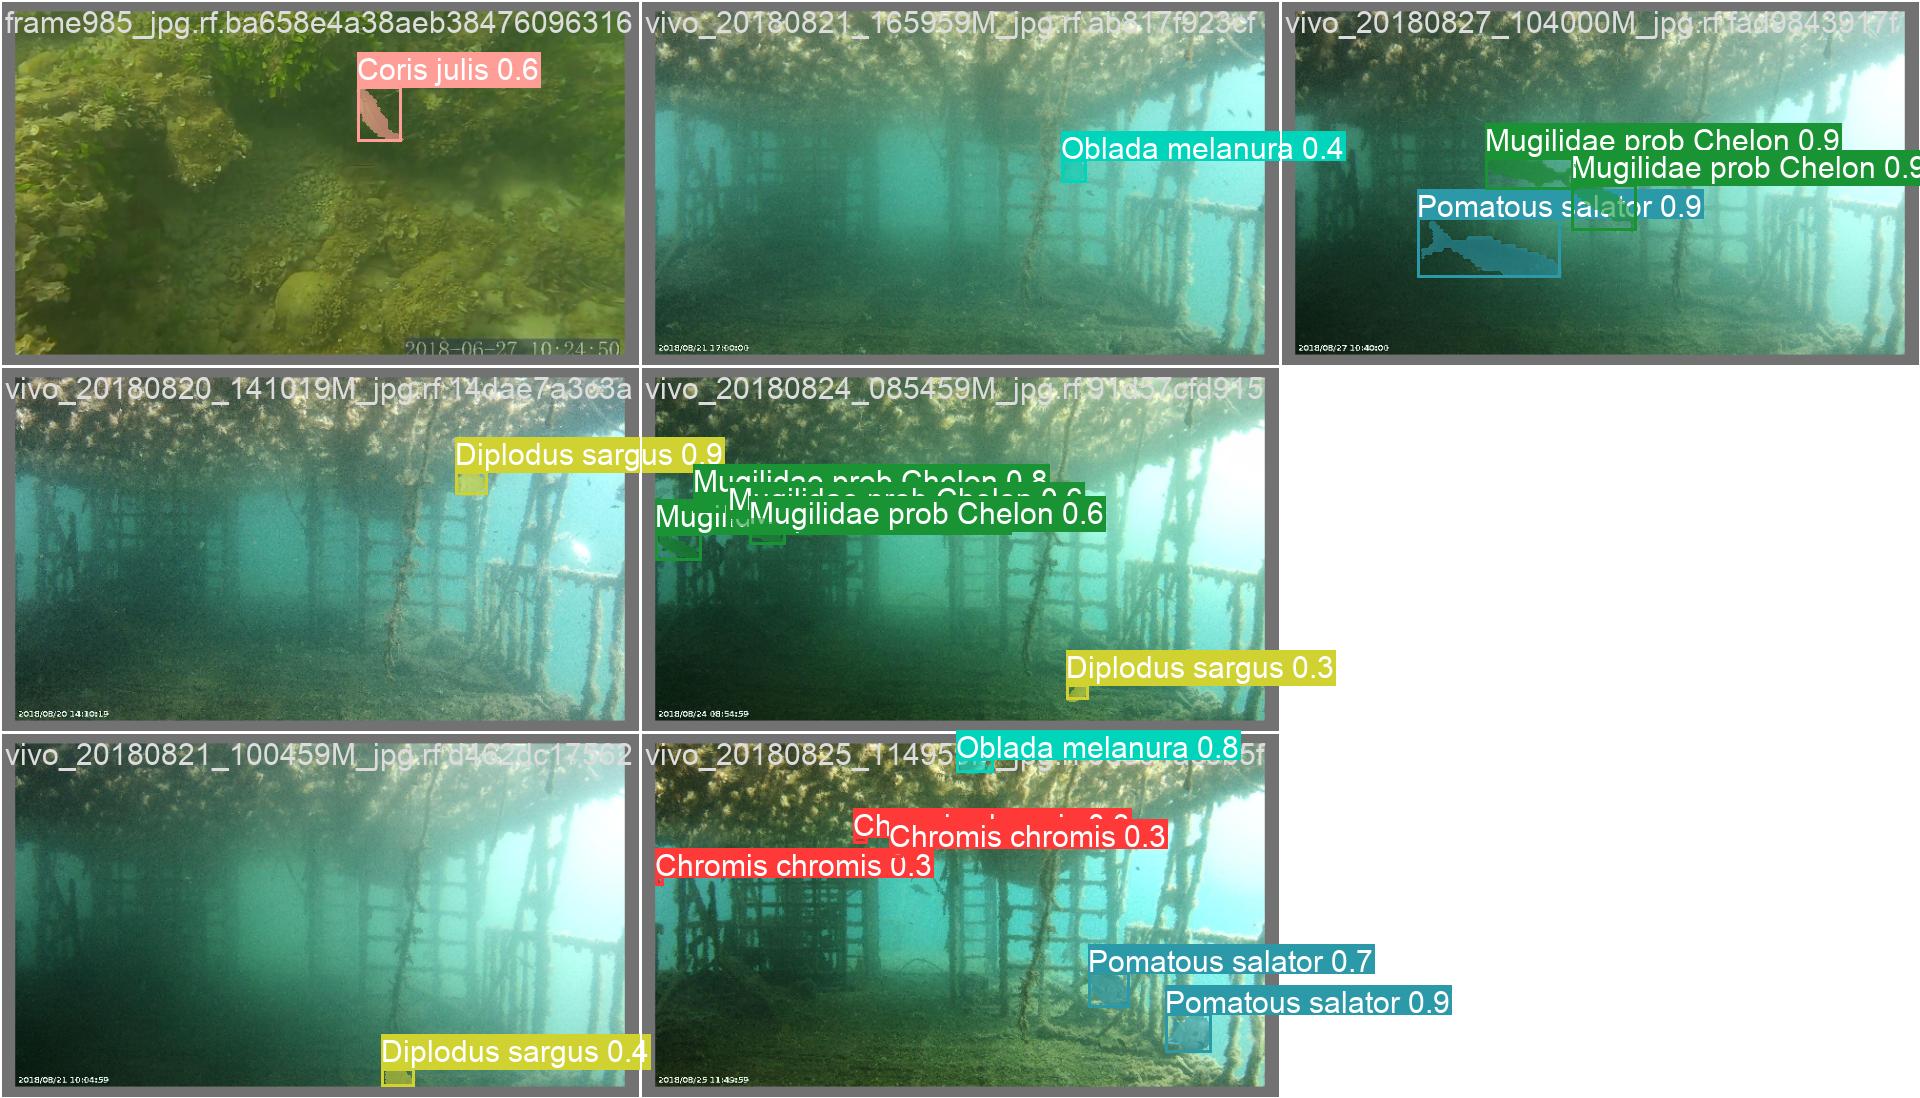 frame985_jpg.rf.ba658e4a38aeb38476096316
Coris julis 0.6
2018-06-27 10:24:50
vivo_20180821_165959M_jpg.rf.ab817f923cf
Oblada melanura 0.4
2018/08/21 17:00:00
vivo_20180827_104000M_jpg.rf.fad9843917f
Mugilidae prob Chelon 0.9
Mugilidae prob Chelon 0.9
Pomatous salator 0.9
2018/08/27 10:40:00
vivo_20180820_141019M_jpg.rf.14dae7a3c3a
Diplodus sargus 0.9
2018/08/20 14:10:19
vivo_20180824_085459M_jpg.rf.91d37cfd915
Mugilidae prob Chelon 0.8
Mugilidae prob Chelon 0.6
Diplodus sargus 0.3
2018/08/24 08:54:59
vivo_20180821_100459M_jpg.rf.d462dc17562
Diplodus sargus 0.4
2018/08/21 10:04:59
Oblada melanura 0.8
Chromis chromis 0.3
Chromis chromis 0.3
Pomatous salator 0.7
Pomatous salator 0.9
2018/08/25 11:49:59